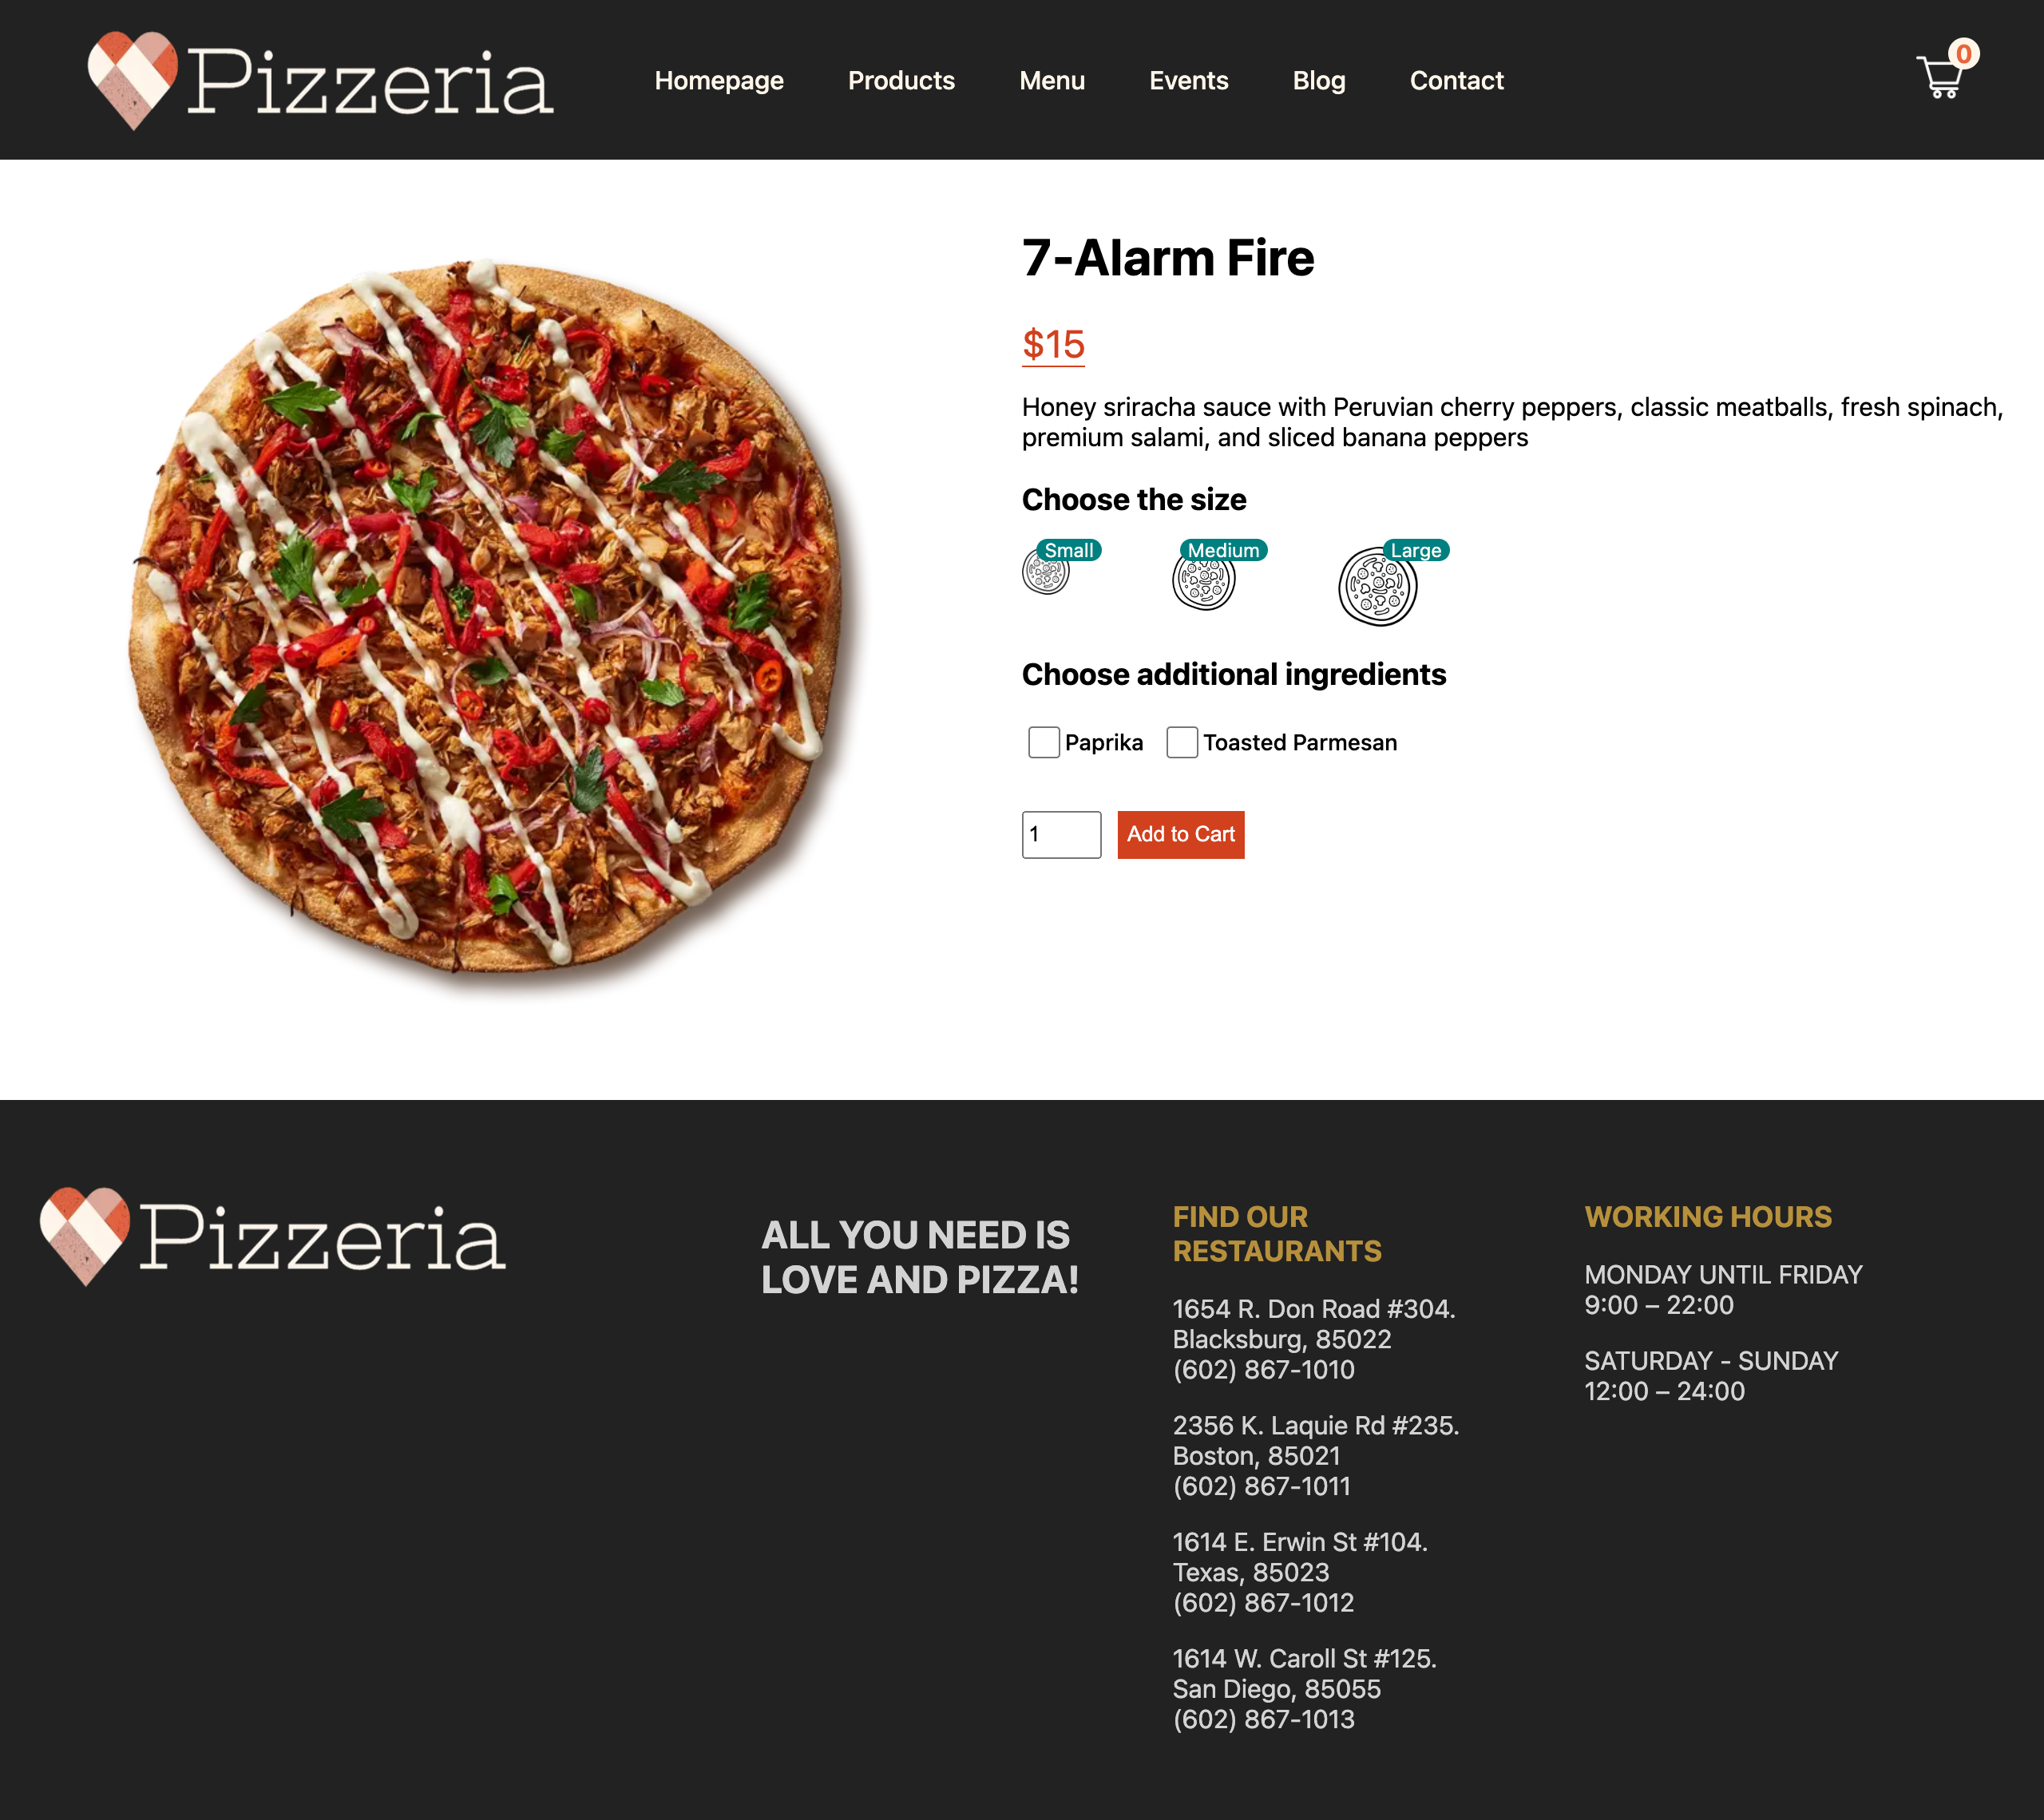 Pizzeria
Homepage
Products
Menu
Events
Blog
Contact
0
7-Alarm Fire
$15
Honey sriracha sauce with Peruvian cherry peppers, classic meatballs, fresh spinach,
premium salami, and sliced banana peppers
Choose the size
Small
Medium
Large
Choose additional ingredients
Paprika
Toasted Parmesan
1
Add to Cart
Pizzeria
ALL YOU NEED IS
LOVE AND PIZZA!
FIND OUR
RESTAURANTS
1654 R. Don Road #304.
Blacksburg, 85022
(602) 867-1010
2356 K. Laquie Rd #235.
Boston, 85021
(602) 867-1011
1614 E. Erwin St #104.
Texas, 85023
(602) 867-1012
1614 W. Caroll St #125.
San Diego, 85055
(602) 867-1013
WORKING HOURS
MONDAY UNTIL FRIDAY
9:00 – 22:00
SATURDAY - SUNDAY
12:00 – 24:00